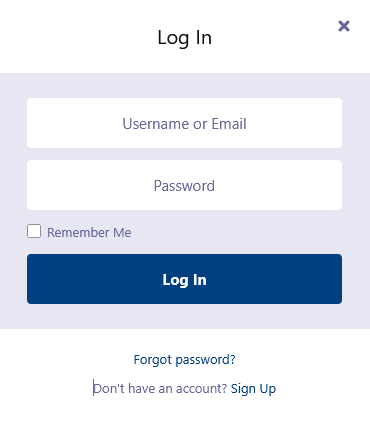 Log In
Username or Email
Password
Remember Me
Log In
Forgot password?
Don't have an account? Sign Up